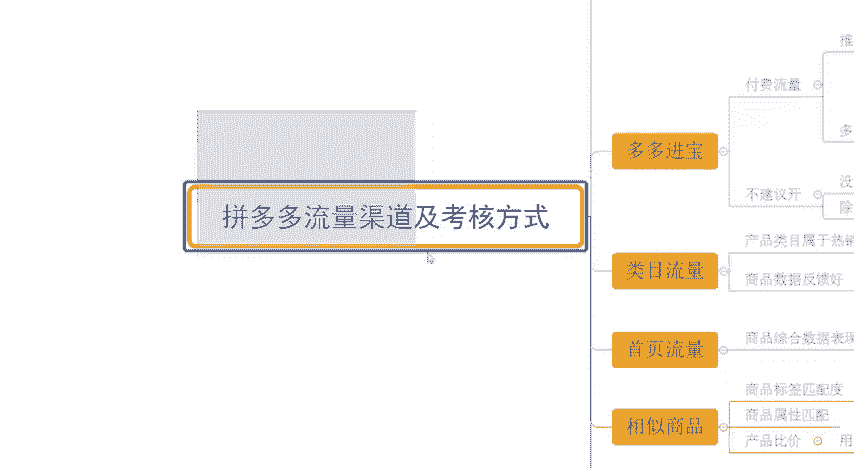 拼多多流量渠道及考核方式
推
付费流量
多
多多进宝
没
不建议开
除
产品类目属于热销
类目流量
商品数据反馈好
首页流量
商品综合数据表现
商品标签匹配度
商品属性匹配
相似商品
产品比价
用